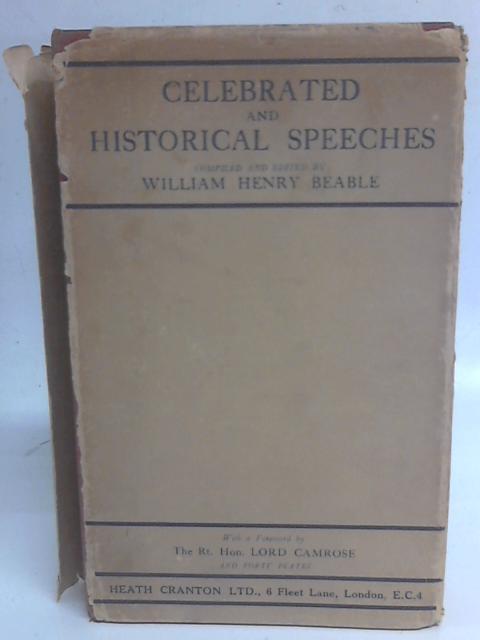 CELEBRATED
AND
HISTORICAL SPEECHES
COMPILED AND EDITED BY
WILLIAM HENRY BEABLE
With a Foreword by
The Rt. Hon. LORD CAMROSE
AND FORTY PLATES
HEATH CRANTON LTD., 6 Fleet Lane, London, E.C.4